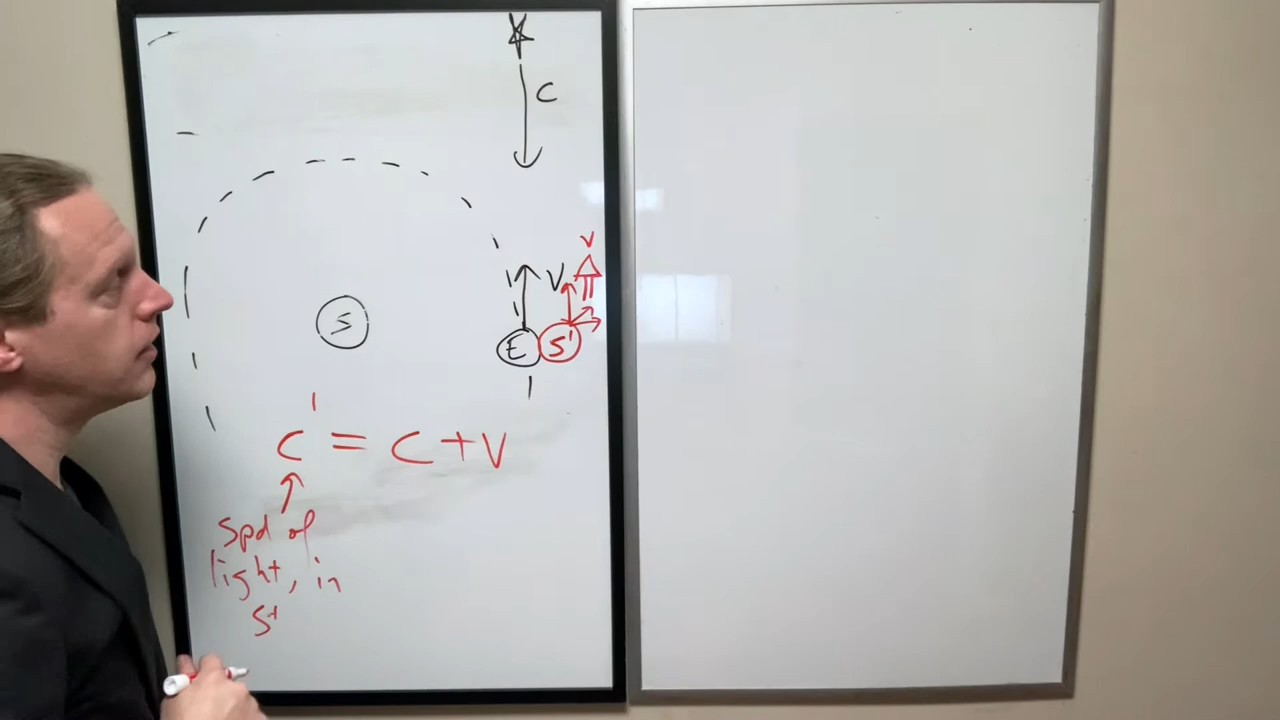 C
V
V
S
E
S'
C' = C + V
Spd of
light, in
S'